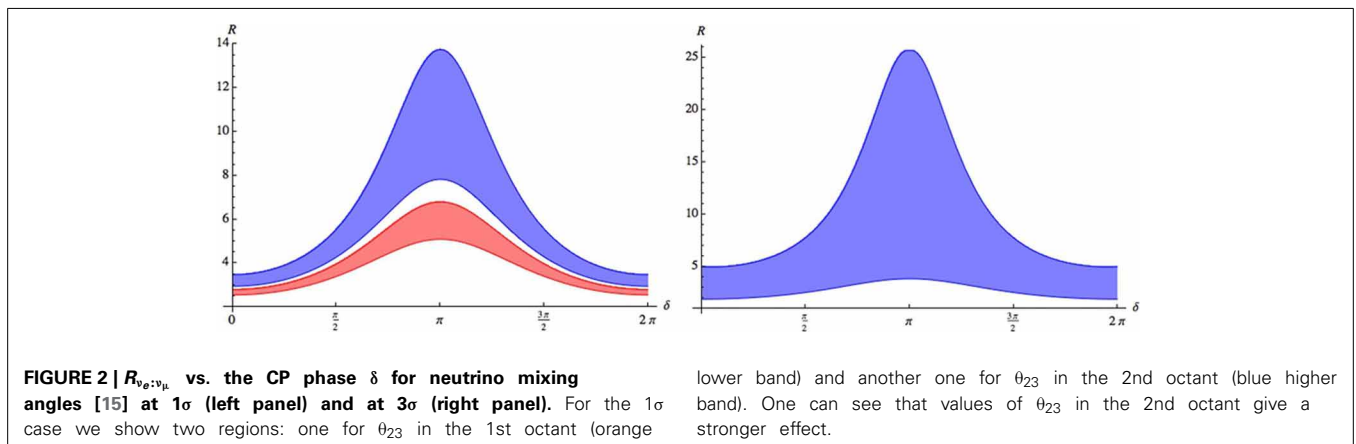 R
14
12
10
8
6
4
0
π/2
π
3π/2
2 π
δ
R
25
20
15
10
5
π/2
π
3π/2
2 π
δ
FIGURE 2 | Rνe:νμ vs. the CP phase δ for neutrino mixing
angles [15] at 1σ (left panel) and at 3σ (right panel). For the 1σ
case we show two regions: one for θ23 in the 1st octant (orange
lower band) and another one for θ23 in the 2nd octant (blue higher
band). One can see that values of θ23 in the 2nd octant give a
stronger effect.